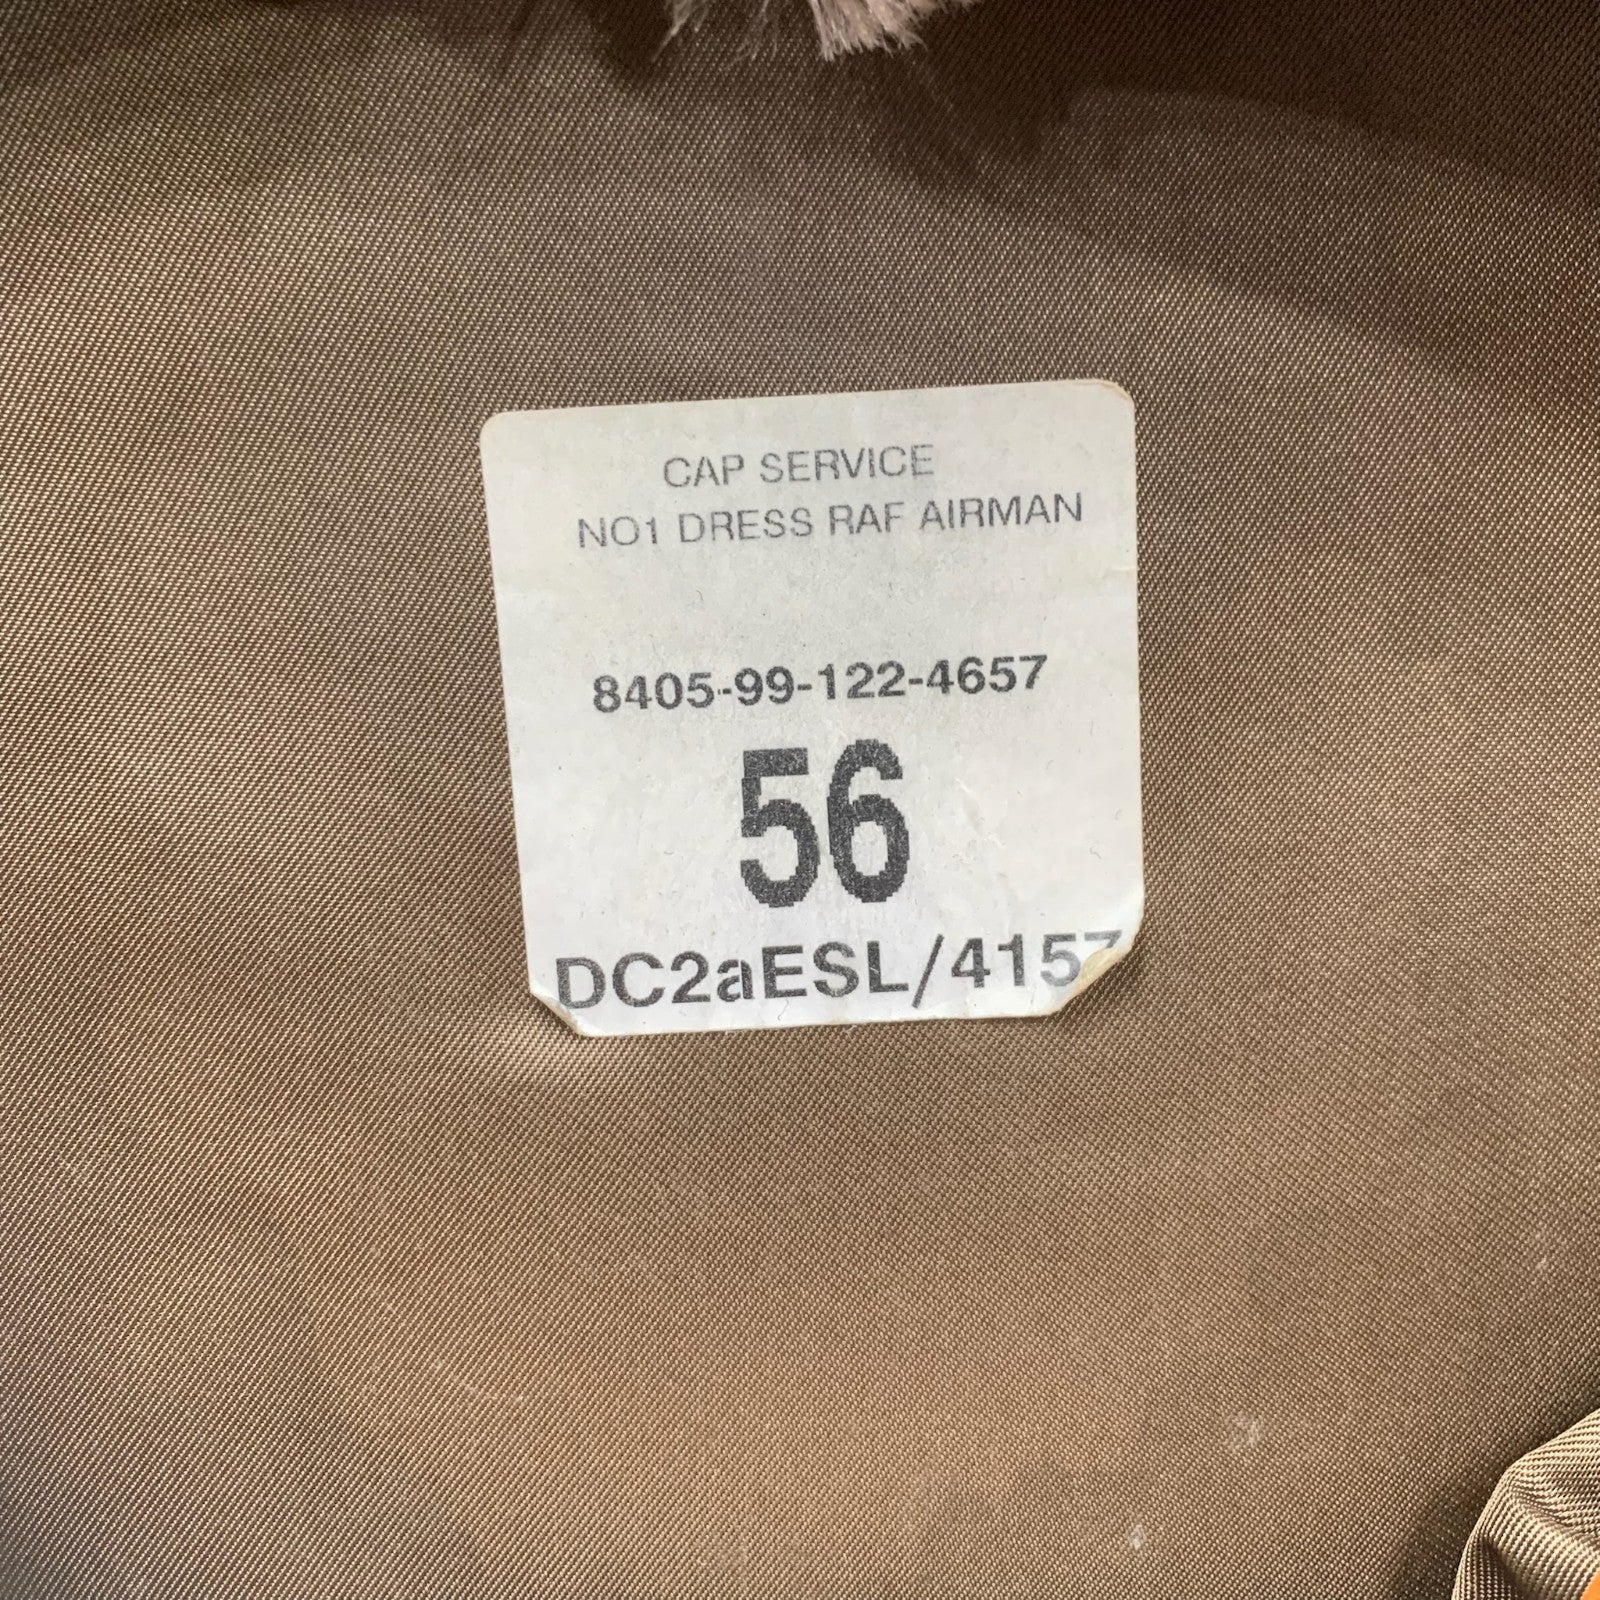 CAP SERVICE
NO1 DRESS RAF AIRMAN
8405-99-122-4657
56
DC2aESL/4157